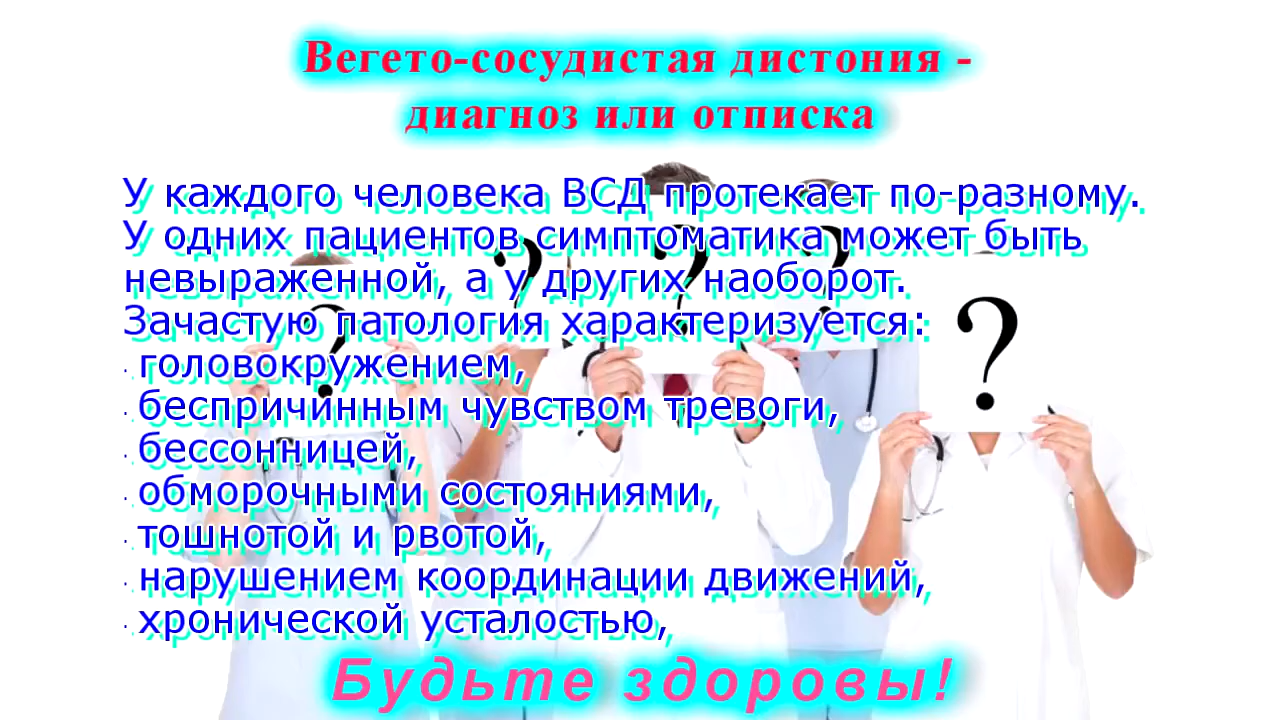 Вегето-сосудистая дистония -
диагноз или отписка
У каждого человека ВСД протекает по-разному.
У одних пациентов симптоматика может быть
невыраженной, а у других наоборот.
Зачастую патология характеризуется:
· головокружением,
· беспричинным чувством тревоги,
· бессонницей,
· обморочными состояниями,
· тошнотой и рвотой,
· нарушением координации движений,
· хронической усталостью,
?
?
?
?
?
Будьте здоровы!